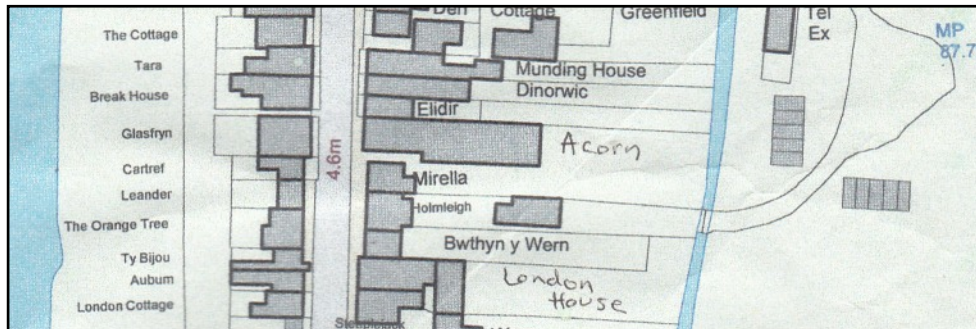 Den
Cottage
Greenfield
Tel
Ex
MP
87.7
The Cottage
Tara
Munding House
Break House
Dinorwic
Elidir
Glasfryn
Acorn
4.6m
Cartref
Mirella
Leander
Holmleigh
The Orange Tree
Bwthyn y Wern
Ty Bijou
London
House
Auburn
London Cottage